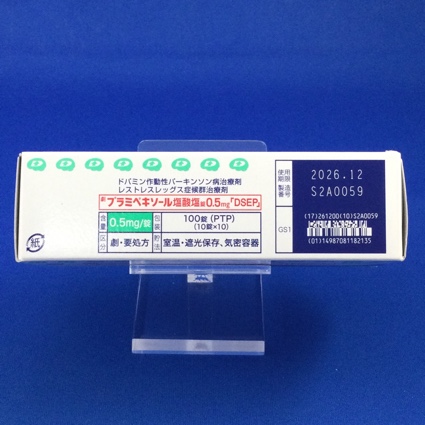 ドパミン作動性パーキンソン病治療剤
レストレスレッグス症候群治療剤
プラミペキソール塩酸塩錠0.5mg「DSEP」
含量 0.5mg/錠 包装 100錠 (PTP)
(10錠×10)
区分 劇・要処方 貯法 室温・遮光保存、気密容器
紙
使用期限 2026.12
製造番号 S2A0059
GS1
(17)261200(10)S2A0059
(01)14987081182135